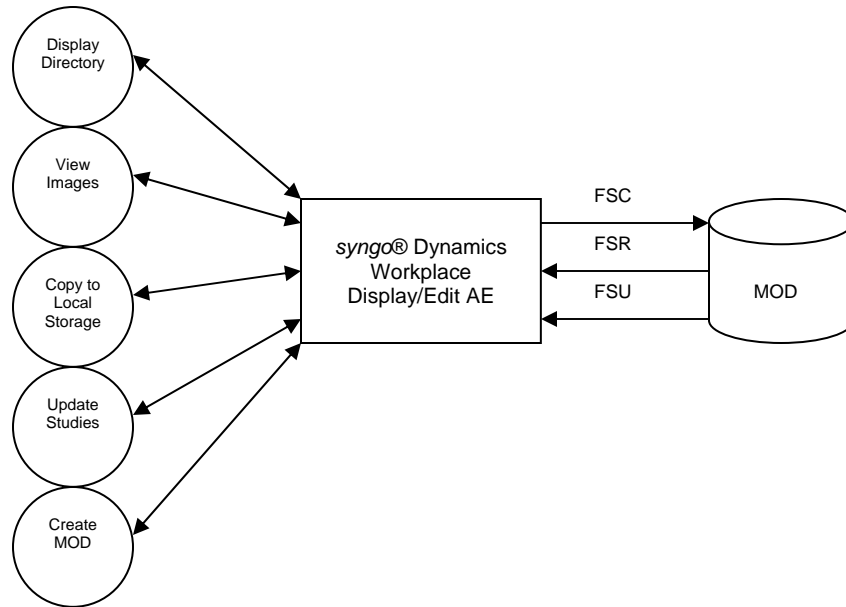 Display
Directory
View
Images
Copy to
Local
Storage
Update
Studies
Create
MOD
syngo® Dynamics
Workplace
Display/Edit AE
FSC
FSR
FSU
MOD